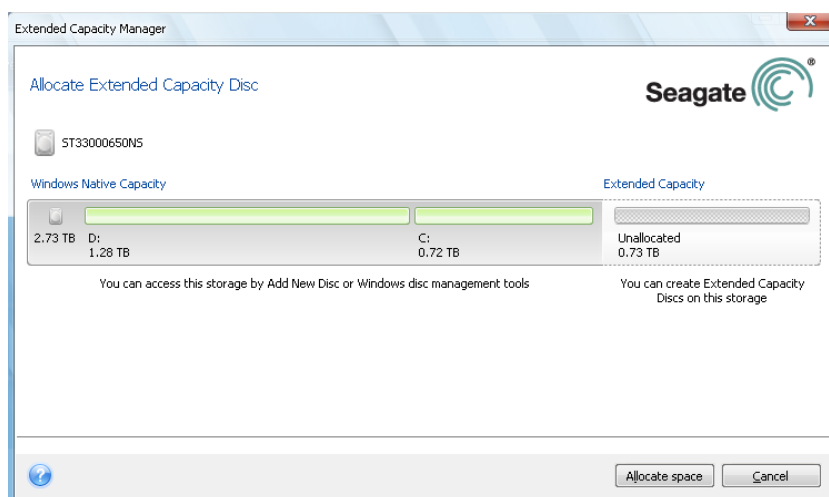 Extended Capacity Manager
Allocate Extended Capacity Disc
Seagate®
ST33000650NS
Windows Native Capacity
Extended Capacity
2.73 TB
D:
1.28 TB
C:
0.72 TB
Unallocated
0.73 TB
You can access this storage by Add New Disc or Windows disc management tools
You can create Extended Capacity
Discs on this storage
?
Allocate space
Cancel